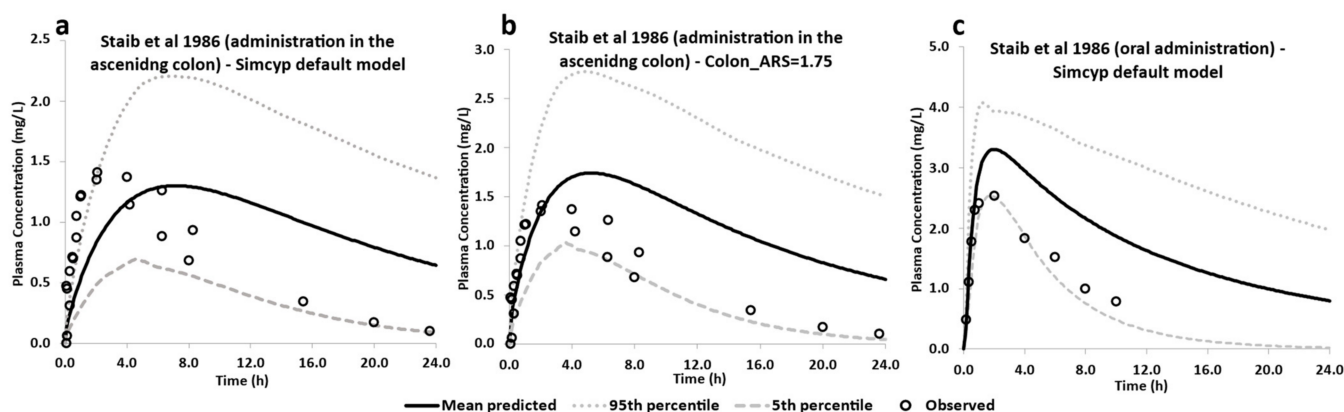 a
Staib et al 1986 (administration in the
ascenidng colon) - Simcyp default model
Plasma Concentration (mg/L)
2.5
2.0
1.5
1.0
0.5
0.0
0.0 4.0 8.0 12.0 16.0 20.0 24.0
Time (h)
b
Staib et al 1986 (administration in the
ascenidng colon) - Colon_ARS=1.75
Plasma Concentration (mg/L)
3.0
2.5
2.0
1.5
1.0
0.5
0.0
0.0 4.0 8.0 12.0 16.0 20.0 24.0
Time (h)
c
Staib et al 1986 (oral administration) -
Simcyp default model
Plasma Concentration (mg/L)
5.0
4.0
3.0
2.0
1.0
0.0
0.0 4.0 8.0 12.0 16.0 20.0 24.0
Time (h)
Mean predicted 95th percentile 5th percentile Observed